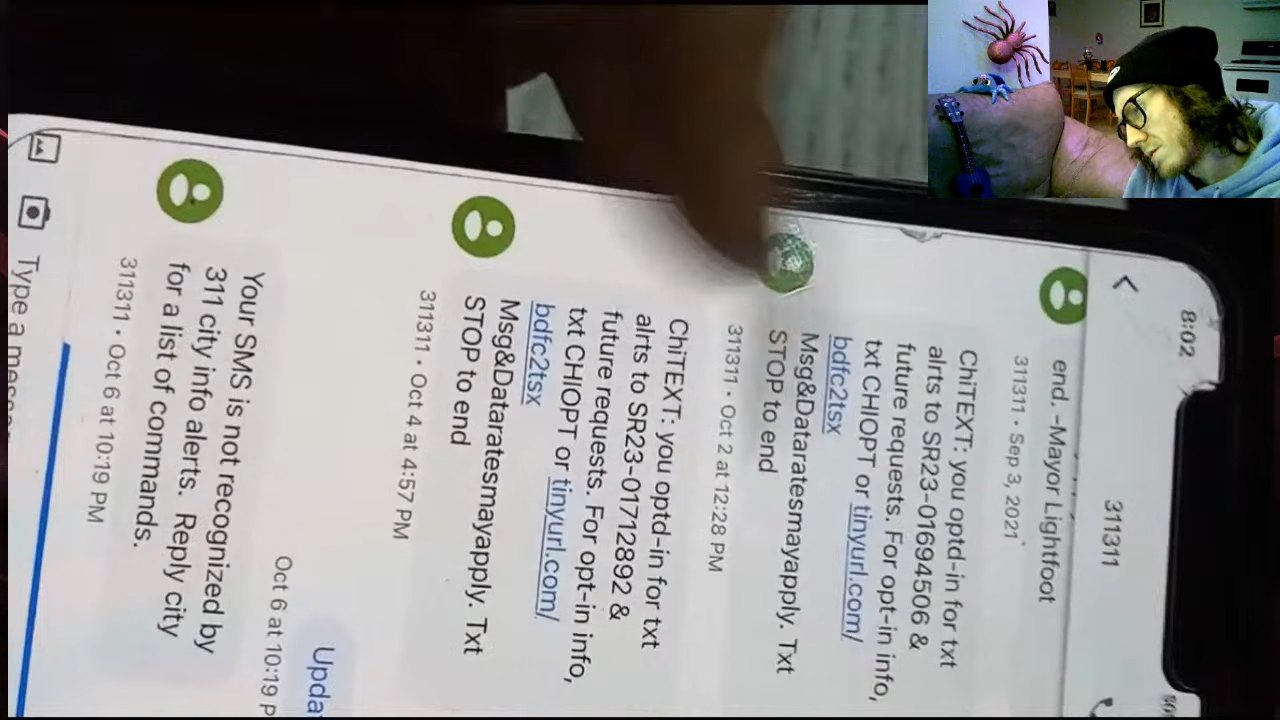 8:02
311311
end. -Mayor Lightfoot
311311 • Sep 3, 2021
ChiTEXT: you optd-in for txt
alrts to SR23-01694506 &
future requests. For opt-in info,
txt CHIOPT or tinyurl.com/
bdfc2tsx
Msg&Dataratesmayapply. Txt
STOP to end
311311 • Oct 2 at 12:28 PM
ChiTEXT: you optd-in for txt
alrts to SR23-01712892 &
future requests. For opt-in info,
txt CHIOPT or tinyurl.com/
bdfc2tsx
Msg&Dataratesmayapply. Txt
STOP to end
311311 • Oct 4 at 4:57 PM
Upda
Oct 6 at 10:19 P
Your SMS is not recognized by
311 city info alerts. Reply city
for a list of commands.
311311 • Oct 6 at 10:19 PM
Type a